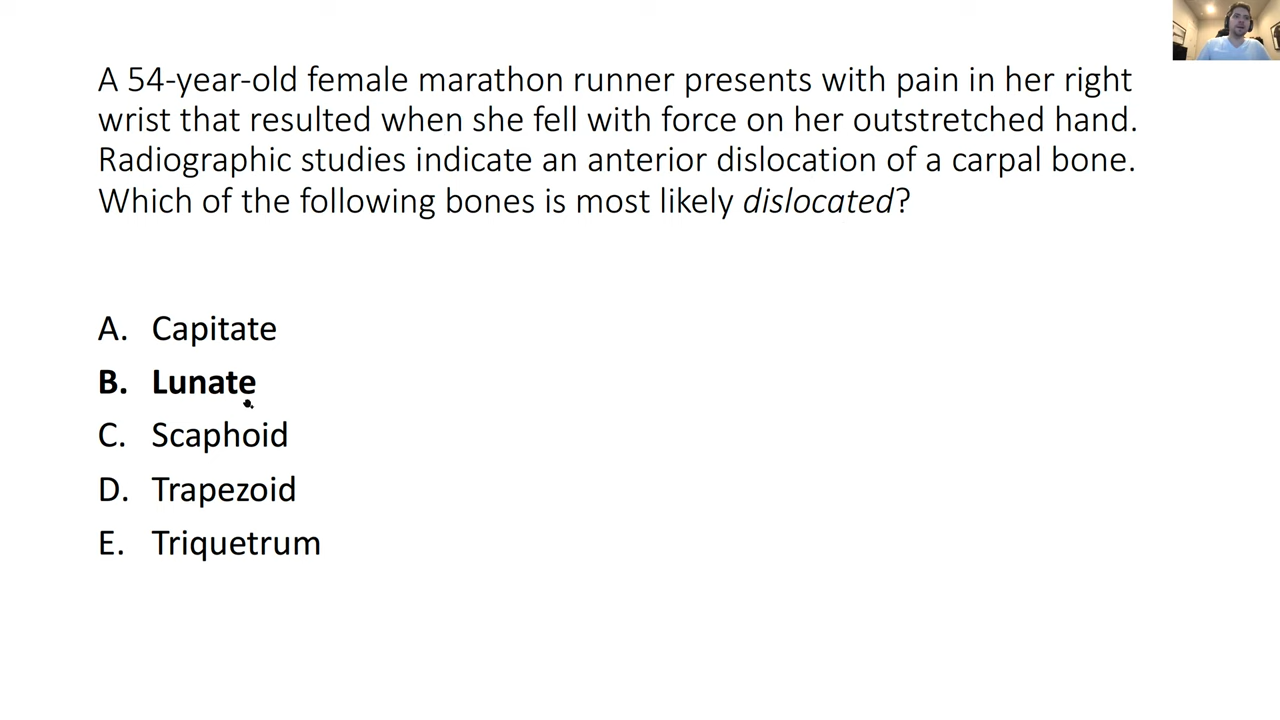 A 54-year-old female marathon runner presents with pain in her right
wrist that resulted when she fell with force on her outstretched hand.
Radiographic studies indicate an anterior dislocation of a carpal bone.
Which of the following bones is most likely dislocated?
A. Capitate
B. Lunate
C. Scaphoid
D. Trapezoid
E. Triquetrum